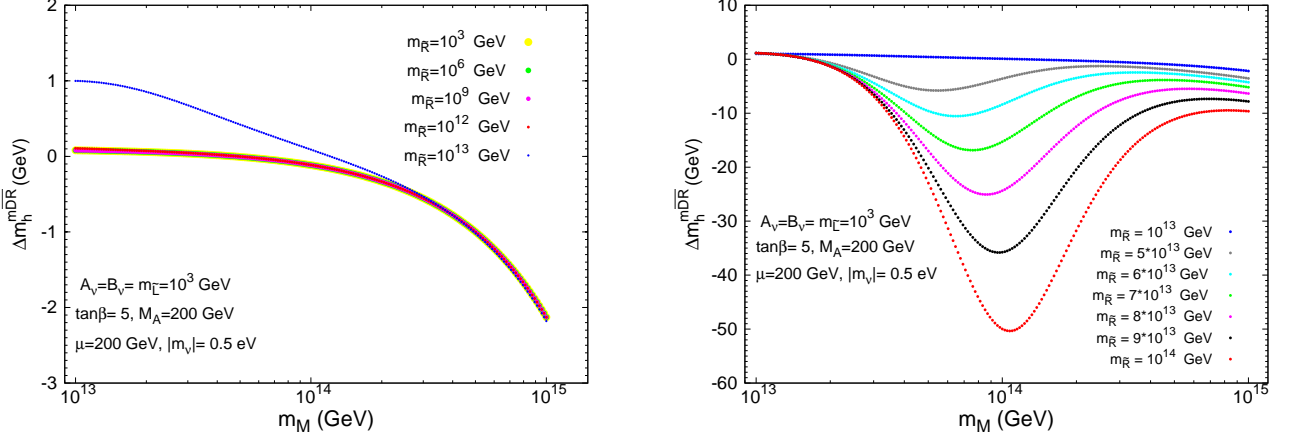 2
1
0
-1
-2
-3
10^13
10^14
10^15
m_M (GeV)
Δm_h^{\overline{mDR}} (GeV)
m_R̃=10^3 GeV
m_R̃=10^6 GeV
m_R̃=10^9 GeV
m_R̃=10^12 GeV
m_R̃=10^13 GeV
A_ν=B_ν= m_L̃=10^3 GeV
tanβ= 5, M_A=200 GeV
μ=200 GeV, |m_ν|= 0.5 eV
10
0
-10
-20
-30
-40
-50
-60
10^13
10^14
10^15
m_M (GeV)
Δm_h^{\overline{mDR}} (GeV)
A_ν=B_ν= m_L̃=10^3 GeV
tanβ= 5, M_A=200 GeV
μ=200 GeV, |m_ν|= 0.5 eV
m_R̃ = 10^13 GeV
m_R̃ = 5*10^13 GeV
m_R̃ = 6*10^13 GeV
m_R̃ = 7*10^13 GeV
m_R̃ = 8*10^13 GeV
m_R̃ = 9*10^13 GeV
m_R̃ = 10^14 GeV